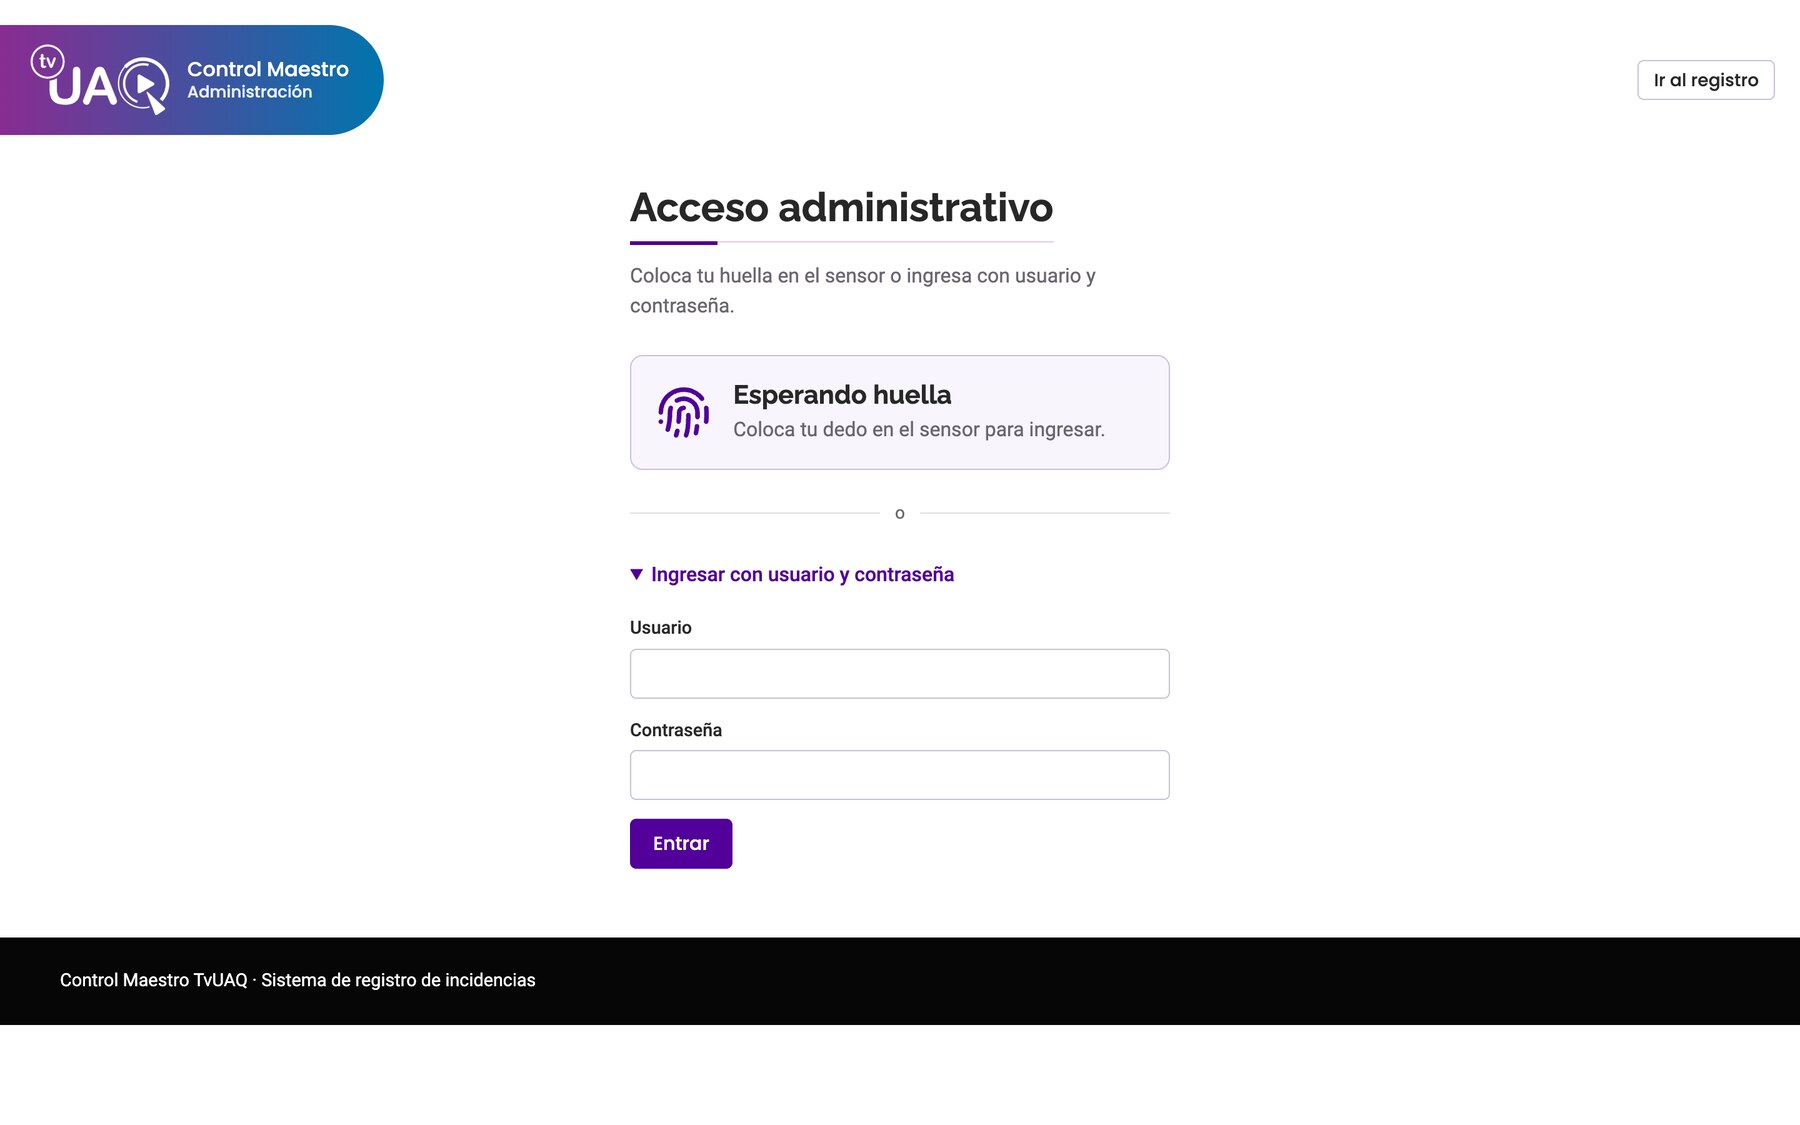 tv
UAQ
Control Maestro
Administración
Ir al registro
Acceso administrativo
Coloca tu huella en el sensor o ingresa con usuario y
contraseña.
Esperando huella
Coloca tu dedo en el sensor para ingresar.
o
▼ Ingresar con usuario y contraseña
Usuario
Contraseña
Entrar
Control Maestro TvUAQ · Sistema de registro de incidencias